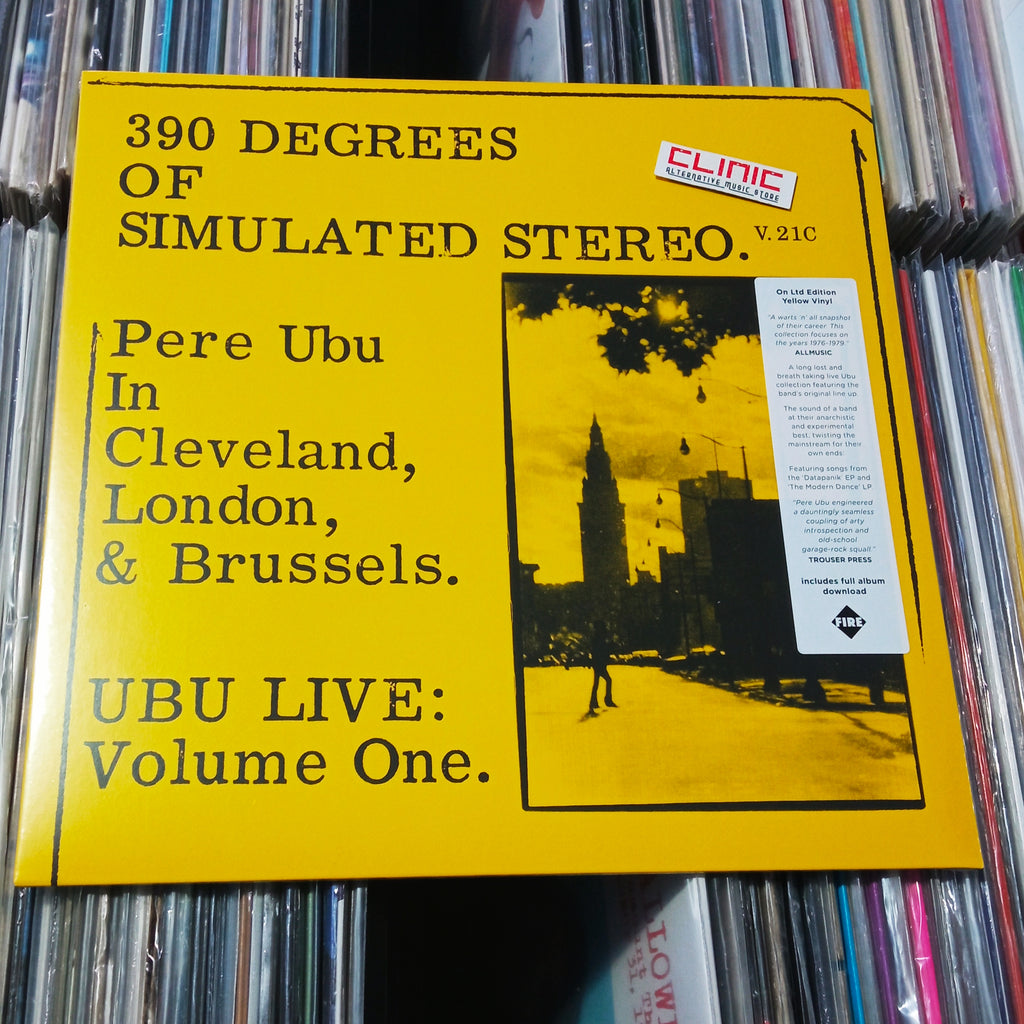 390 DEGREES
OF
SIMULATED STEREO. V.21C
CLINIC
ALTERNATIVE MUSIC STORE
Pere Ubu
In
Cleveland,
London,
& Brussels.
UBU LIVE:
Volume One.
On Ltd Edition
Yellow Vinyl
"A warts 'n' all snapshot
of their career. This
collection focuses on
the years 1976-1979."
ALLMUSIC
A long lost and
breath taking live Ubu
collection featuring the
band's original line up.
The sound of a band
at their anarchistic
and experimental
best; twisting the
mainstream for their
own ends:
Featuring songs from
the 'Datapanik' EP and
'The Modern Dance' LP.
"Pere Ubu engineered
a dauntingly seamless
coupling of arty
introspection and
old-school
garage-rock squall."
TROUSER PRESS
includes full album
download
FIRE